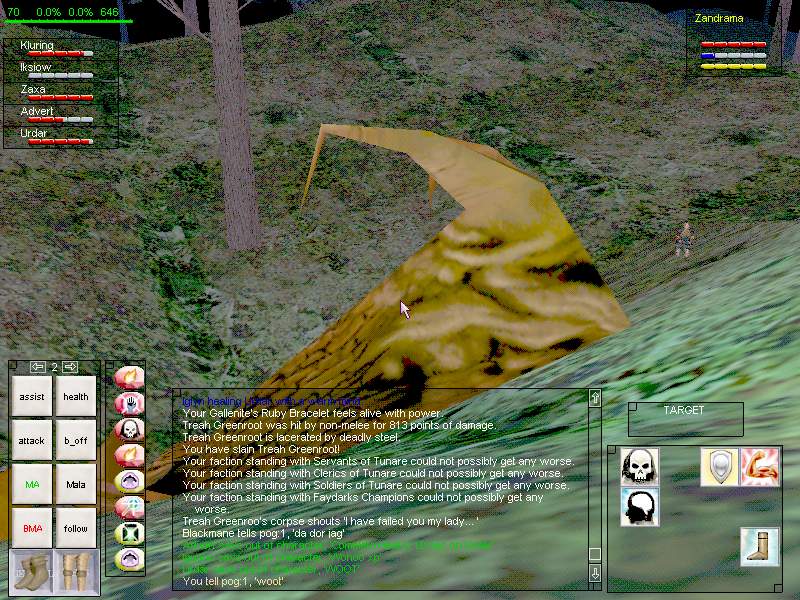 70 0.0% 0.0% 646
Zandrama
Kluring
Iksiow
Zaxa
Advert
Urdar
2
assist health
attack b_off
MA Mala
BMA follow
TARGET
healing
Your Gallenite's Ruby Bracelet feels alive with power.
Treah Greenroot was hit by non-melee for 813 points of damage.
Treah Greenroot is lacerated by deadly steel.
You have slain Treah Greenroot!
Your faction standing with Servants of Tunare could not possibly get any worse.
Your faction standing with Clerics of Tunare could not possibly get any worse.
Your faction standing with Soldiers of Tunare could not possibly get any worse.
Your faction standing with Faydarks Champions could not possibly get any
worse.
Treah Greenroo's corpse shouts 'I have failed you my lady... '
Blackmane tells pog:1, 'da dor jag'
You tell pog:1, 'woot'